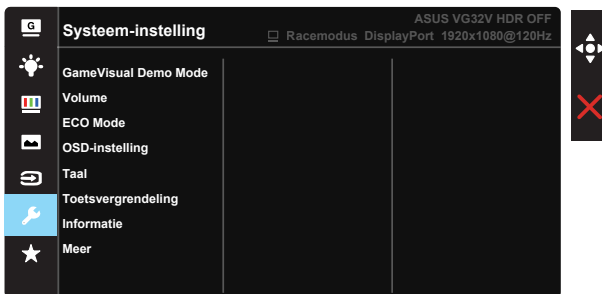 G
Systeem-instelling
ASUS VG32V HDR OFF
Racemodus DisplayPort 1920x1080@120Hz
GameVisual Demo Mode
Volume
ECO Mode
OSD-instelling
Taal
Toetsvergrendeling
Informatie
Meer